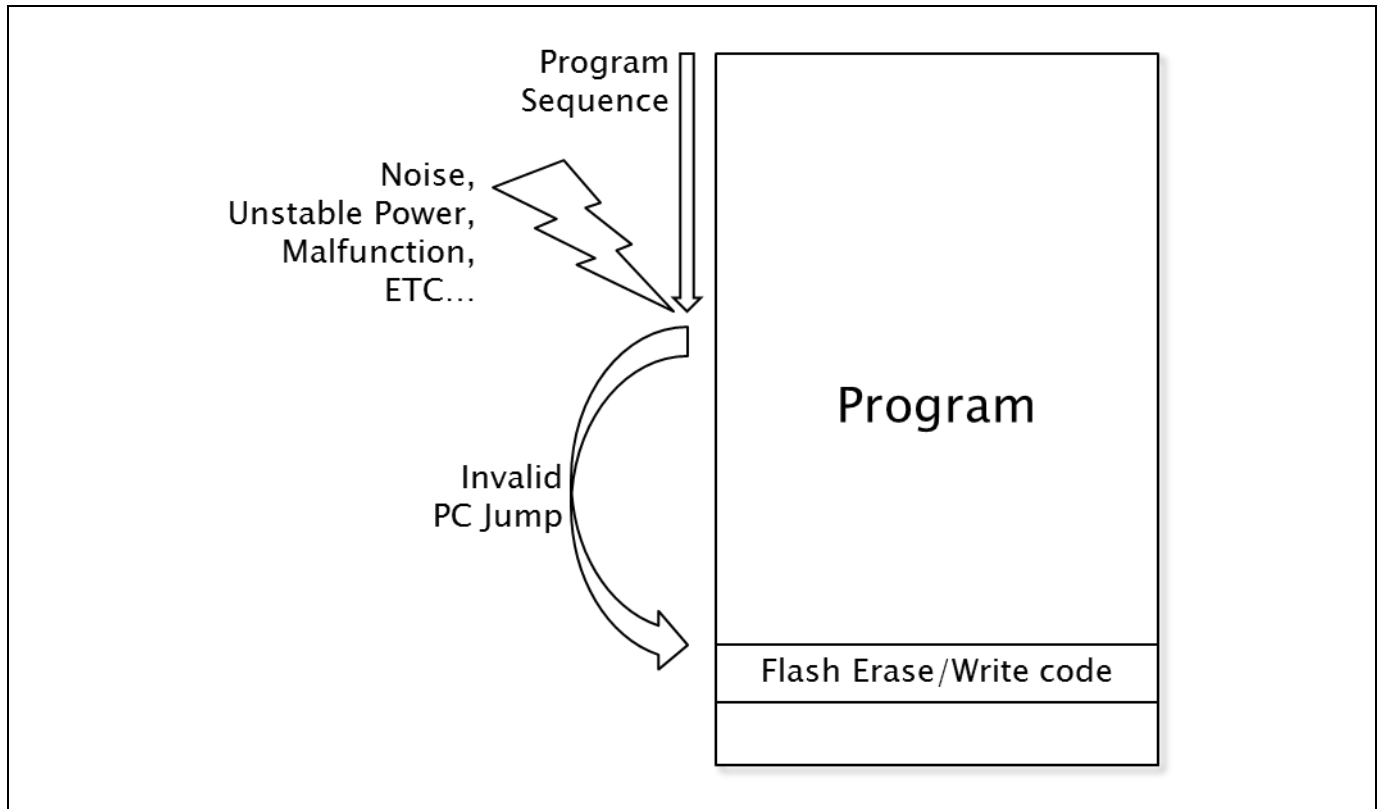 Program
Sequence
Noise,
Unstable Power,
Malfunction,
ETC...
Program
Invalid
PC Jump
Flash Erase/Write code